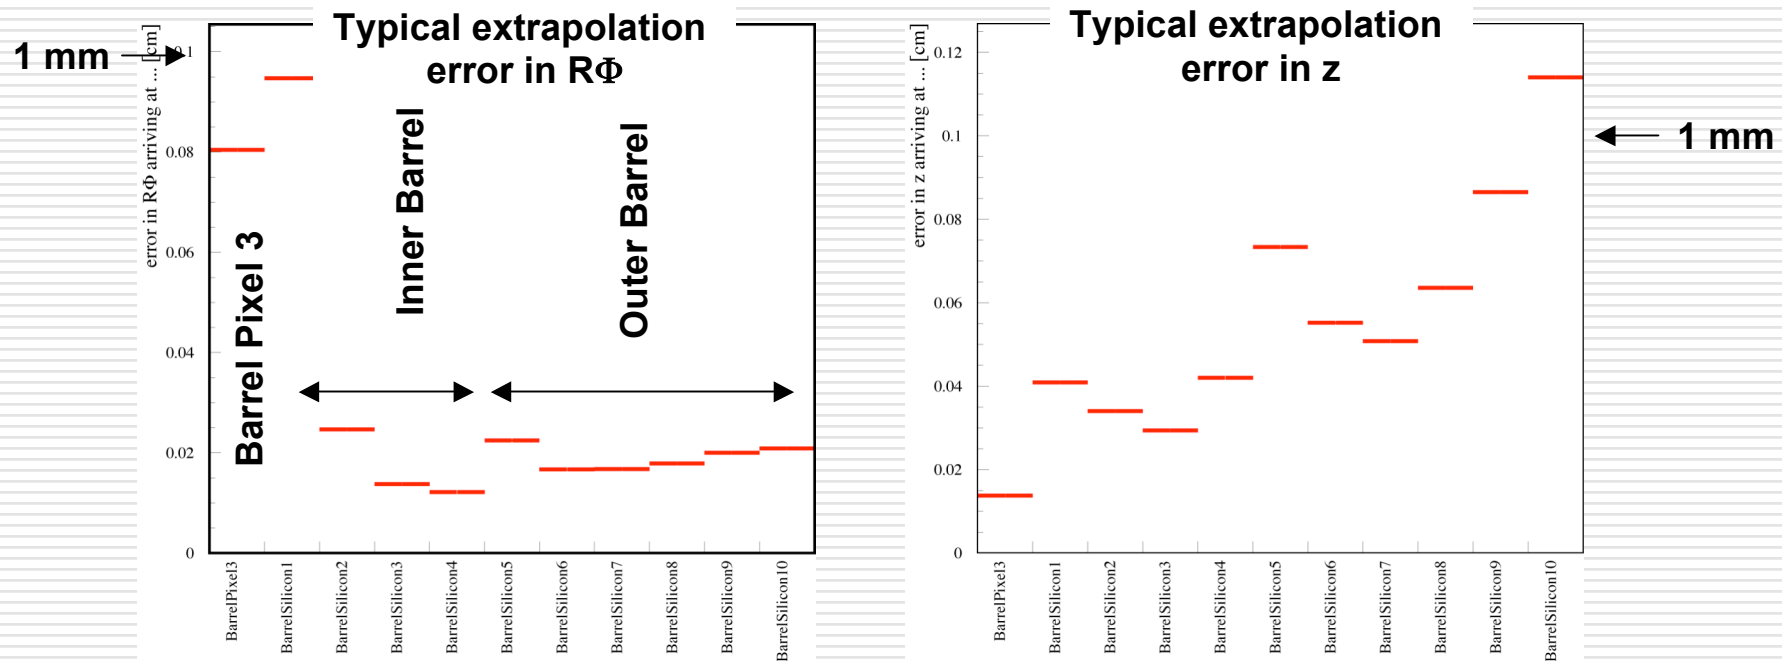 Typical extrapolation
error in RΦ
1 mm
error in RΦ arriving at ... [cm]
0.1
0.08
0.06
0.04
0.02
0
Barrel Pixel 3
Inner Barrel
Outer Barrel
BarrelPixel3
BarrelSilicon1
BarrelSilicon2
BarrelSilicon3
BarrelSilicon4
BarrelSilicon5
BarrelSilicon6
BarrelSilicon7
BarrelSilicon8
BarrelSilicon9
BarrelSilicon10
Typical extrapolation
error in z
error in z arriving at ... [cm]
0.12
0.1
0.08
0.06
0.04
0.02
0
1 mm
BarrelPixel3
BarrelSilicon1
BarrelSilicon2
BarrelSilicon3
BarrelSilicon4
BarrelSilicon5
BarrelSilicon6
BarrelSilicon7
BarrelSilicon8
BarrelSilicon9
BarrelSilicon10